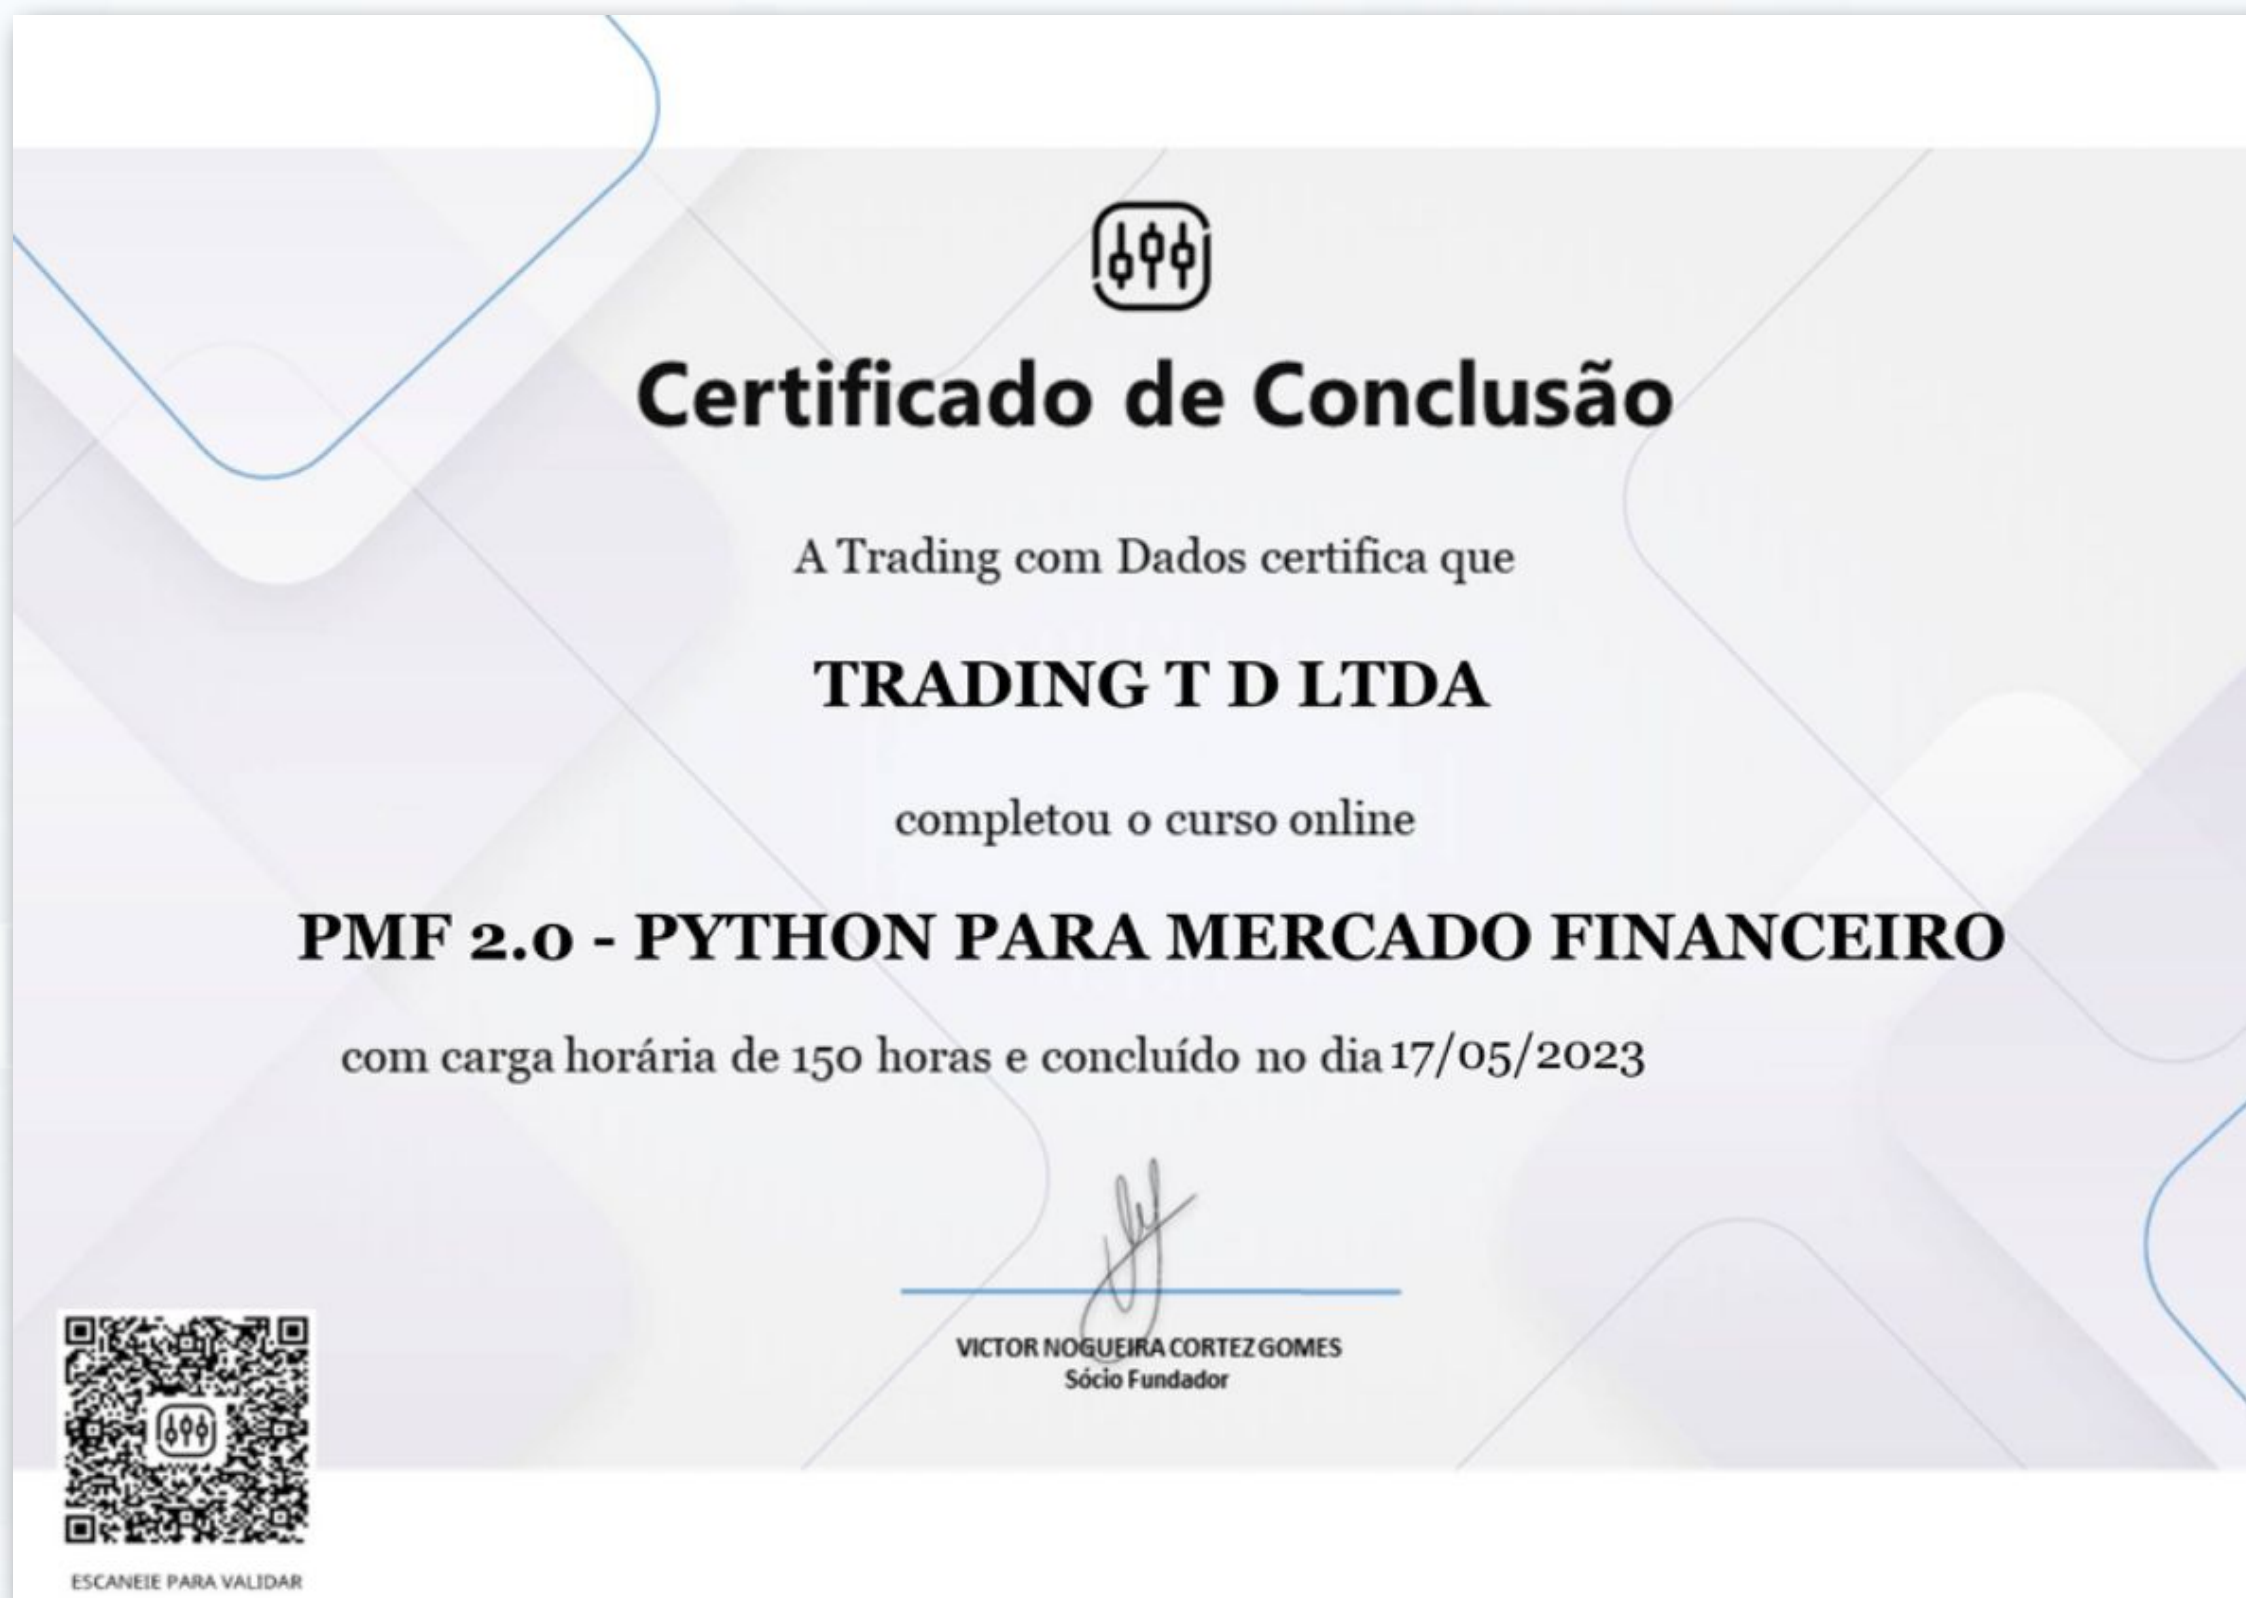 Certificado de Conclusão
A Trading com Dados certifica que
TRADING T D LTDA
completou o curso online
PMF 2.0 - PYTHON PARA MERCADO FINANCEIRO
com carga horária de 150 horas e concluído no dia 17/05/2023
VICTOR NOGUEIRA CORTEZ GOMES
Sócio Fundador
ESCANEIE PARA VALIDAR